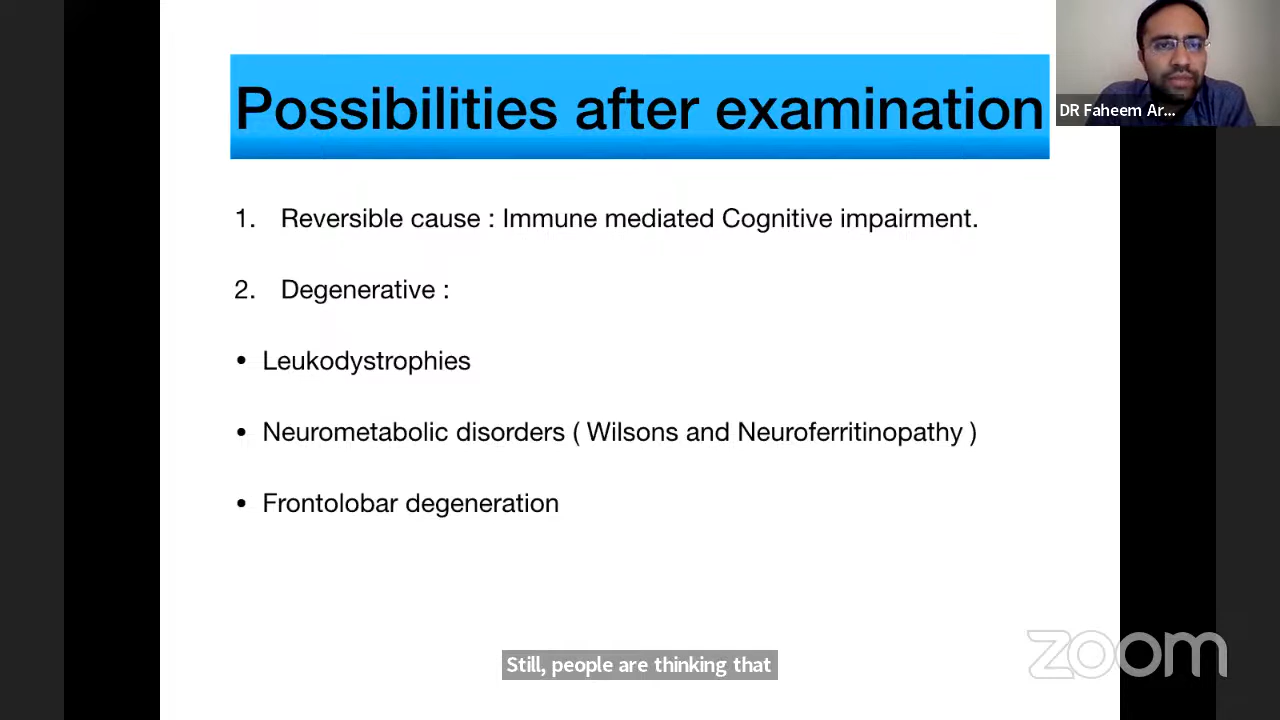 Possibilities after examination
DR Faheem Ar...
1. Reversible cause : Immune mediated Cognitive impairment.
2. Degenerative :
• Leukodystrophies
• Neurometabolic disorders ( Wilsons and Neuroferritinopathy )
• Frontolobar degeneration
Still, people are thinking that
zoom